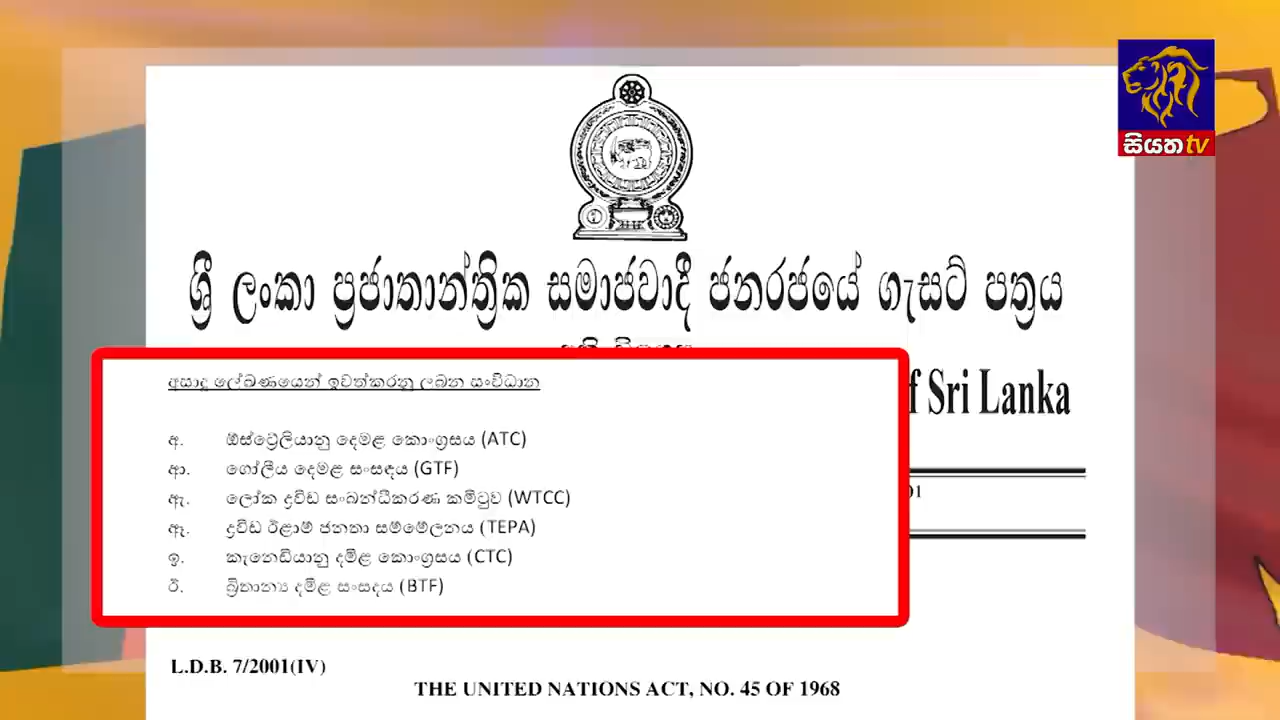 සියත tv
ශ්‍රී ලංකා ප්‍රජාතාන්ත්‍රික සමාජවාදී ජනරජයේ ගැසට් පත්‍රය
අසාදු ලේඛණයෙන් ඉවත්කරනු ලබන සංවිධාන
Sri Lanka
අ. ඕස්ට්‍රේලියානු දෙමළ කොංග්‍රසය (ATC)
ආ. ගෝලීය දෙමළ සංසඳය (GTF)
ඇ. ලෝක ද්‍රවිඩ සංබන්ධීකරණ කමිටුව (WTCC)
ඈ. ද්‍රවිඩ ඊළාම් ජනතා සම්මේලනය (TEPA)
ඉ. කැනෙඩියානු දමිළ කොංග්‍රසය (CTC)
ඊ. බ්‍රිතාන්‍ය දමිළ සංසදය (BTF)
L.D.B. 7/2001(IV)
THE UNITED NATIONS ACT, NO. 45 OF 1968